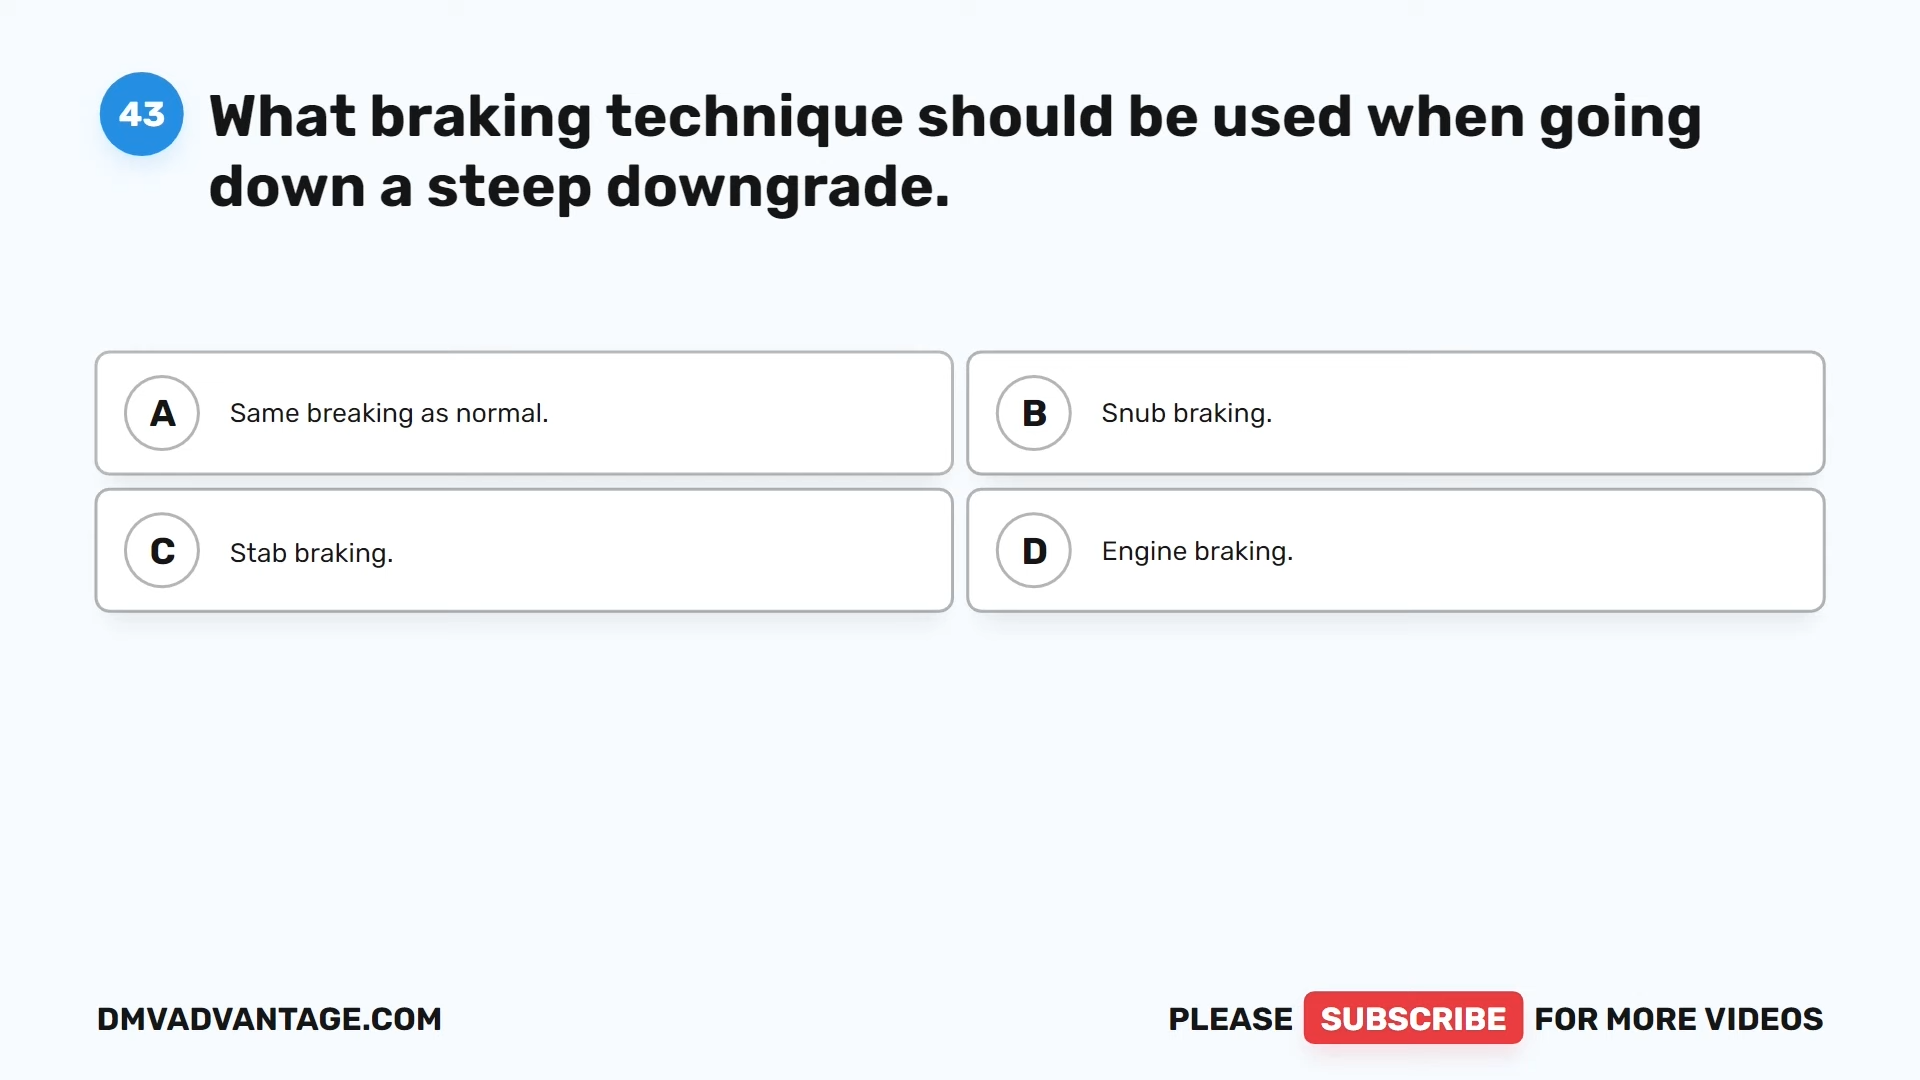 43
What braking technique should be used when going
down a steep downgrade.
A
Same breaking as normal.
B
Snub braking.
C
Stab braking.
D
Engine braking.
DMVADVANTAGE.COM
PLEASE SUBSCRIBE FOR MORE VIDEOS